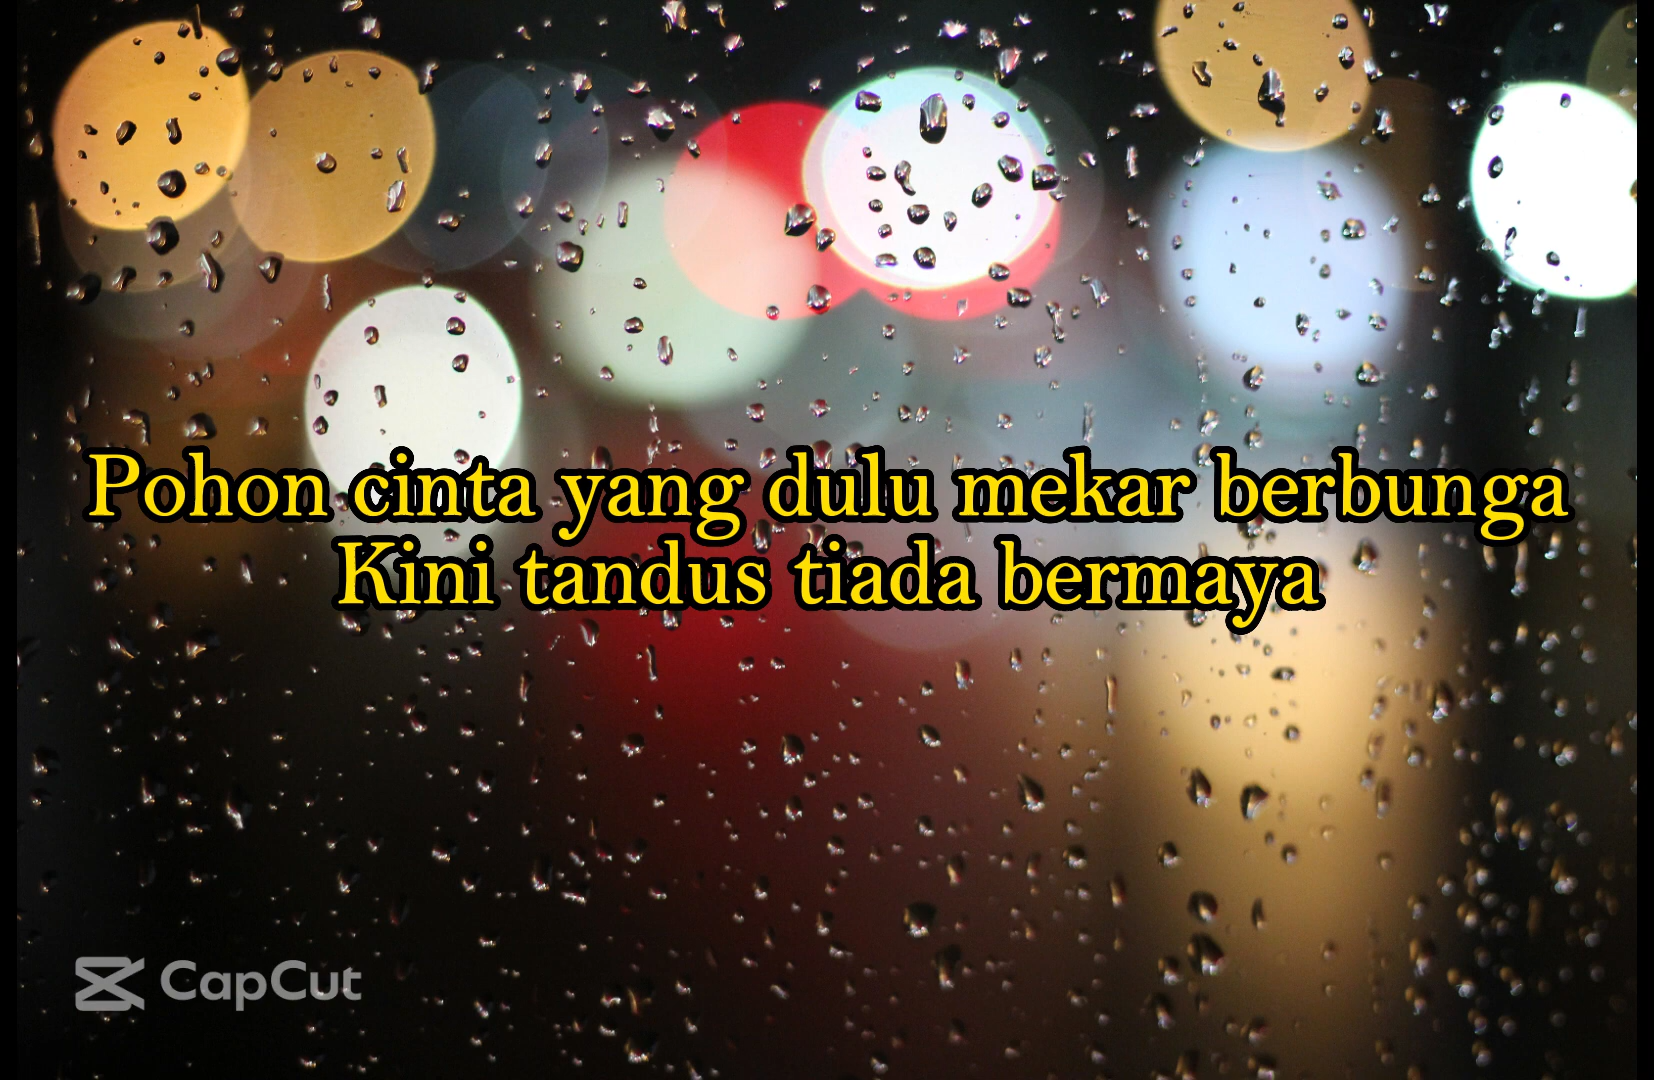 Pohon cinta yang dulu mekar berbunga
Kini tandus tiada bermaya
CapCut